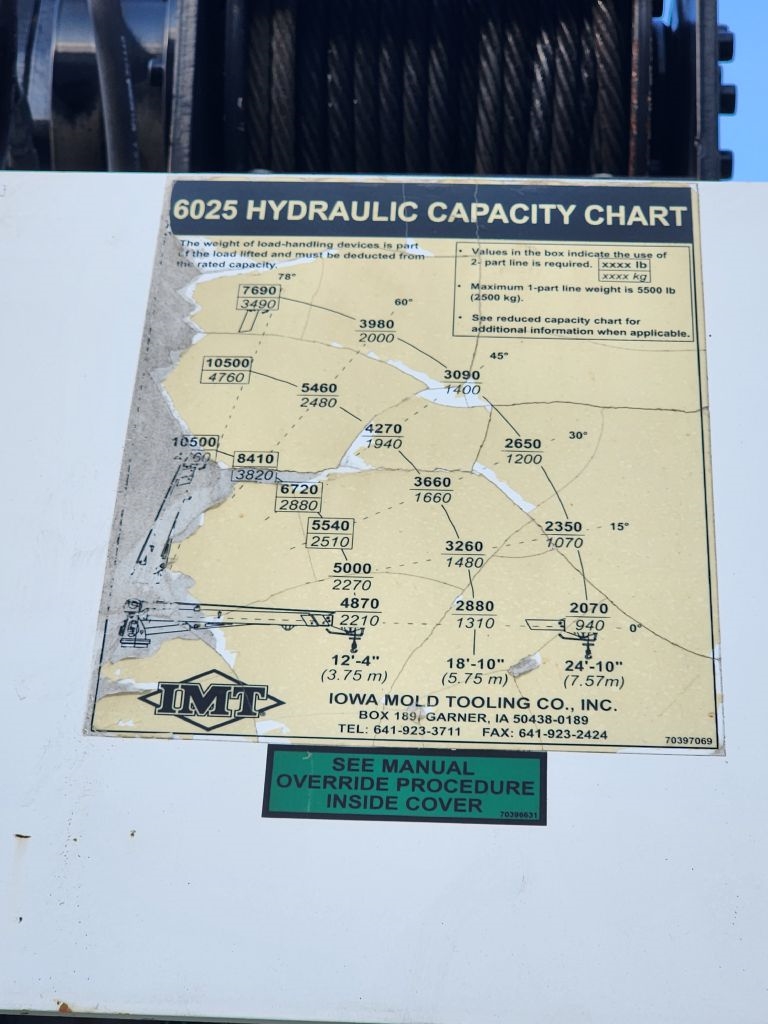 6025 HYDRAULIC CAPACITY CHART
The weight of load-handling devices is part
of the load lifted and must be deducted from
the rated capacity.
• Values in the box indicate the use of
2- part line is required. xxxx lb
xxxx kg
• Maximum 1-part line weight is 5500 lb
(2500 kg).
• See reduced capacity chart for
additional information when applicable.
78°
7690
3490
60°
3980
2000
45°
3090
1400
10500
4760
5460
2480
4270
1940
30°
2650
1200
10500
60
8410
3820
6720
2880
3660
1660
5540
2510
15°
2350
1070
3260
1480
5000
2270
4870
2210
2880
1310
2070
940
0°
12'-4"
(3.75 m)
18'-10"
(5.75 m)
24'-10"
(7.57m)
IMT
IOWA MOLD TOOLING CO., INC.
BOX 189, GARNER, IA 50438-0189
TEL: 641-923-3711 FAX: 641-923-2424
70397069
SEE MANUAL
OVERRIDE PROCEDURE
INSIDE COVER
70396631